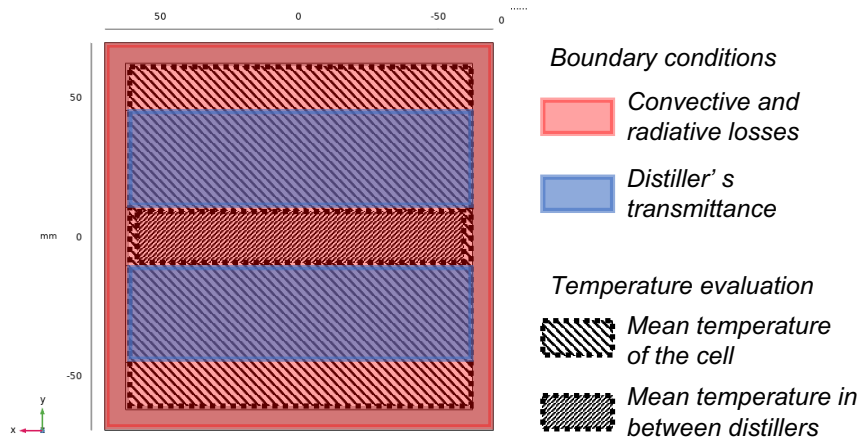 50 0 -50
0
......
50
mm 0
-50
y
x
Boundary conditions
Convective and
radiative losses
Distiller' s
transmittance
Temperature evaluation
Mean temperature
of the cell
Mean temperature in
between distillers